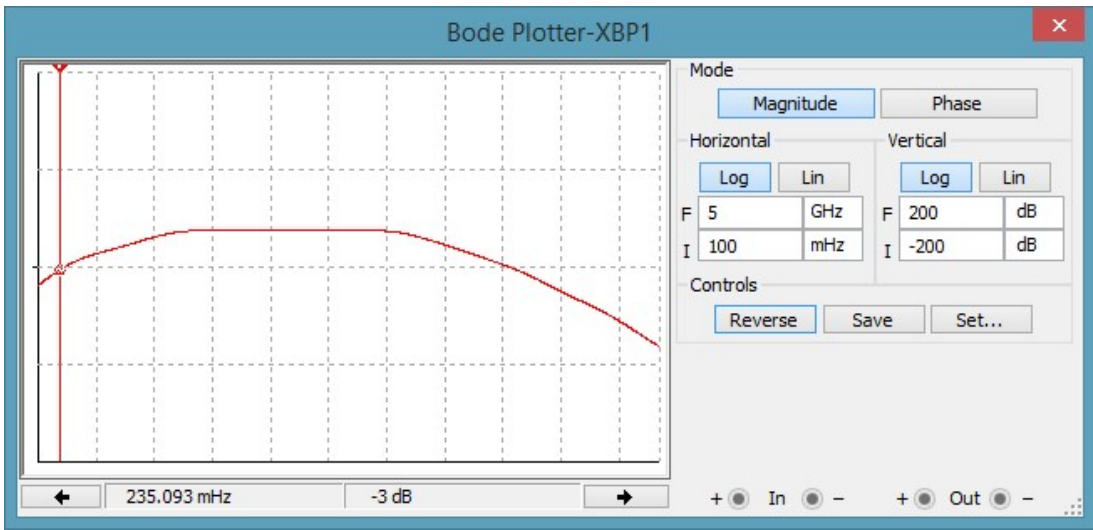 Bode Plotter-XBP1
×
Mode
Magnitude Phase
Horizontal Vertical
Log Lin Log Lin
F 5 GHz F 200 dB
I 100 mHz I -200 dB
Controls
Reverse Save Set...
235.093 mHz -3 dB
+ In - + Out -